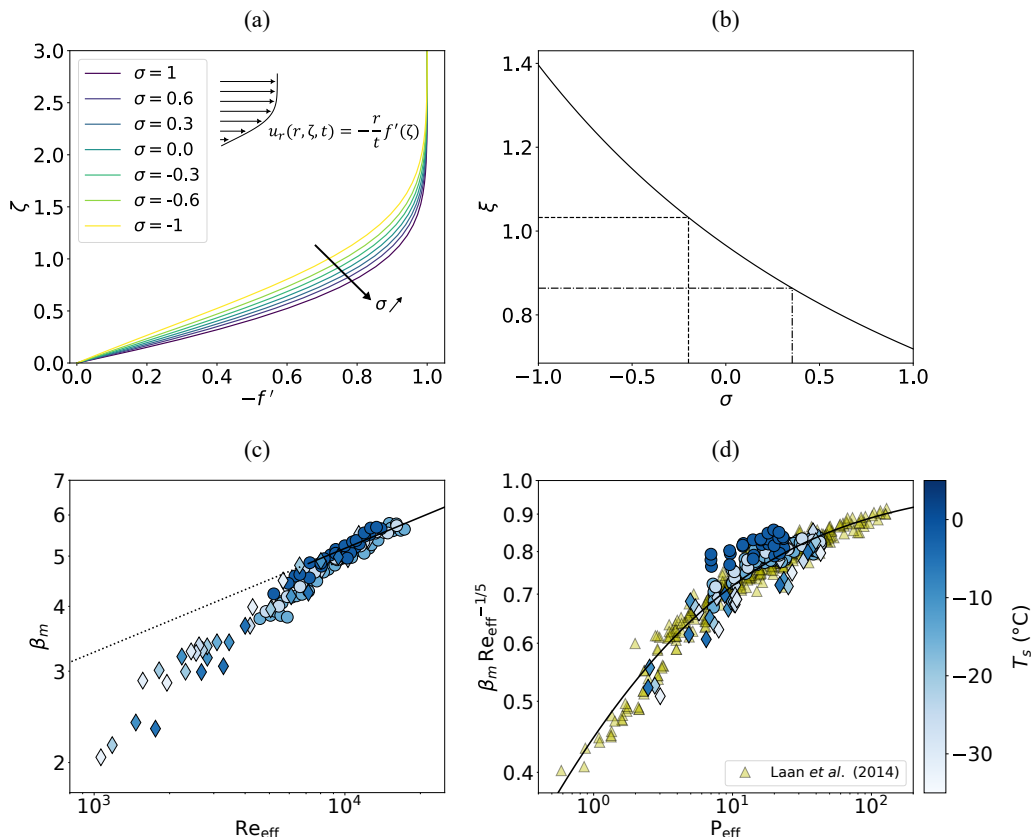 (a)
3.0
2.5
2.0
1.5
1.0
0.5
0.0
ζ
σ = 1
σ = 0.6
σ = 0.3
σ = 0.0
σ = -0.3
σ = -0.6
σ = -1
u_r(r, ζ, t) = −r/t f′(ζ)
σ↗
0.0 0.2 0.4 0.6 0.8 1.0
−f′
(b)
1.4
1.2
1.0
0.8
ξ
−1.0 −0.5 0.0 0.5 1.0
σ
(c)
7
6
5
4
3
2
β_m
10^3 10^4
Re_eff
(d)
1.0
0.9
0.8
0.7
0.6
0.5
0.4
β_m Re_eff^−1/5
Laan et al. (2014)
10^0 10^1 10^2
P_eff
0
−10
−20
−30
T_s (°C)